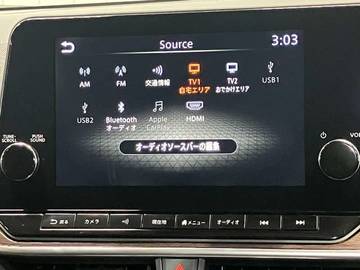 Source
3:03
AM
FM
交通情報
TV1
自宅エリア
TV2
おでかけエリア
USB1
USB2
Bluetooth
オーディオ
Apple
CarPlay
HDMI
オーディオソースバーの編集
TUNE·
SCROLL
PUSH
SOUND
VOL
戻る
カメラ
現在地
メニュー
オーディオ